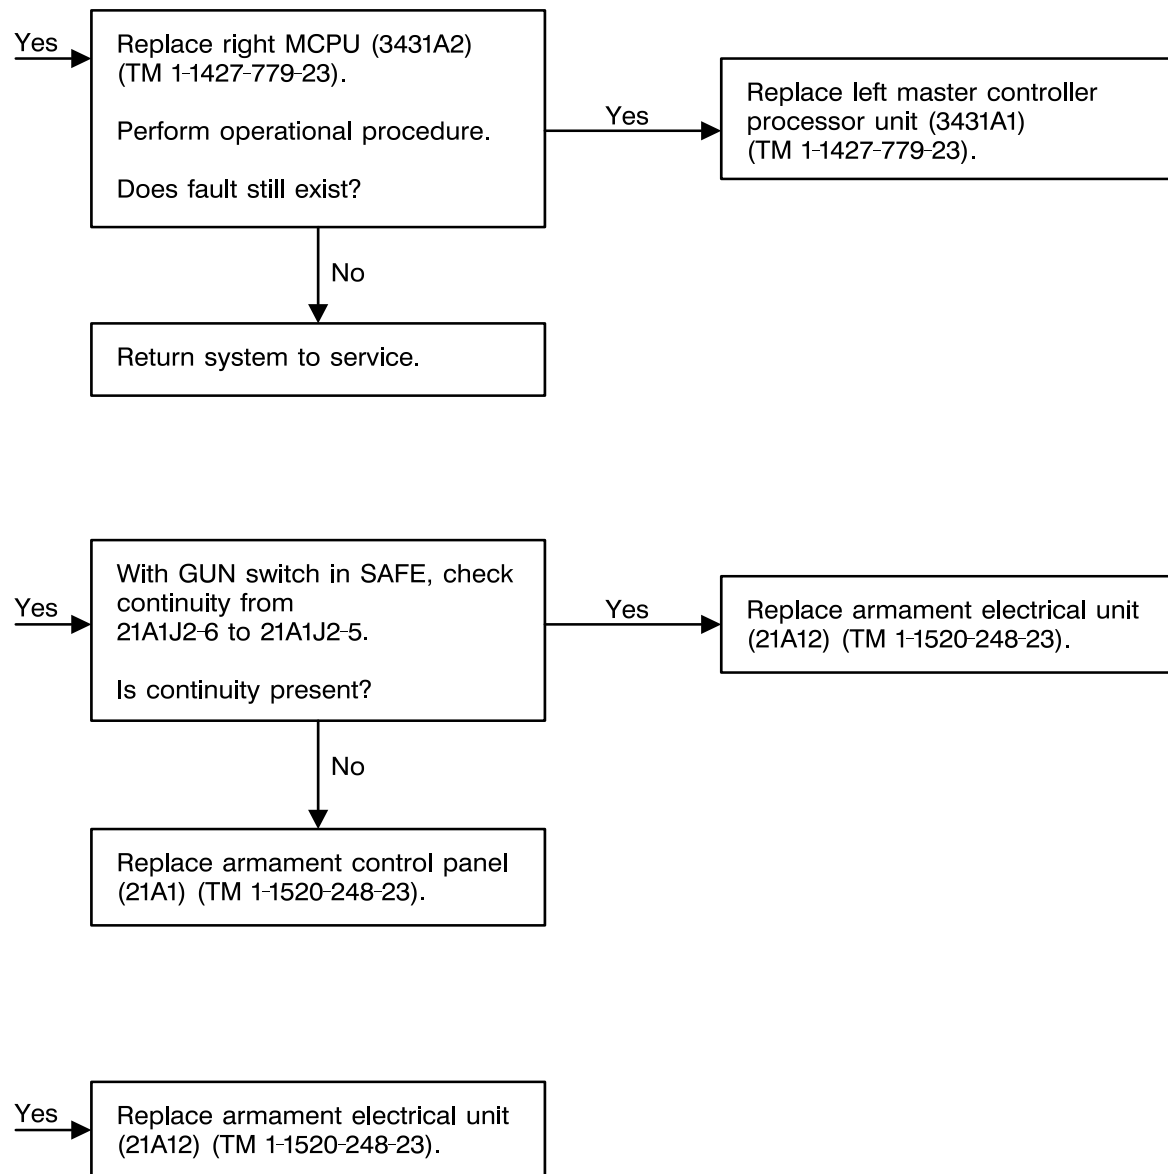 Yes
Replace right MCPU (3431A2)
(TM 1-1427-779-23).
Perform operational procedure.
Does fault still exist?
Yes
Replace left master controller
processor unit (3431A1)
(TM 1-1427-779-23).
No
Return system to service.
Yes
With GUN switch in SAFE, check
continuity from
21A1J2-6 to 21A1J2-5.
Is continuity present?
Yes
Replace armament electrical unit
(21A12) (TM 1-1520-248-23).
No
Replace armament control panel
(21A1) (TM 1-1520-248-23).
Yes
Replace armament electrical unit
(21A12) (TM 1-1520-248-23).